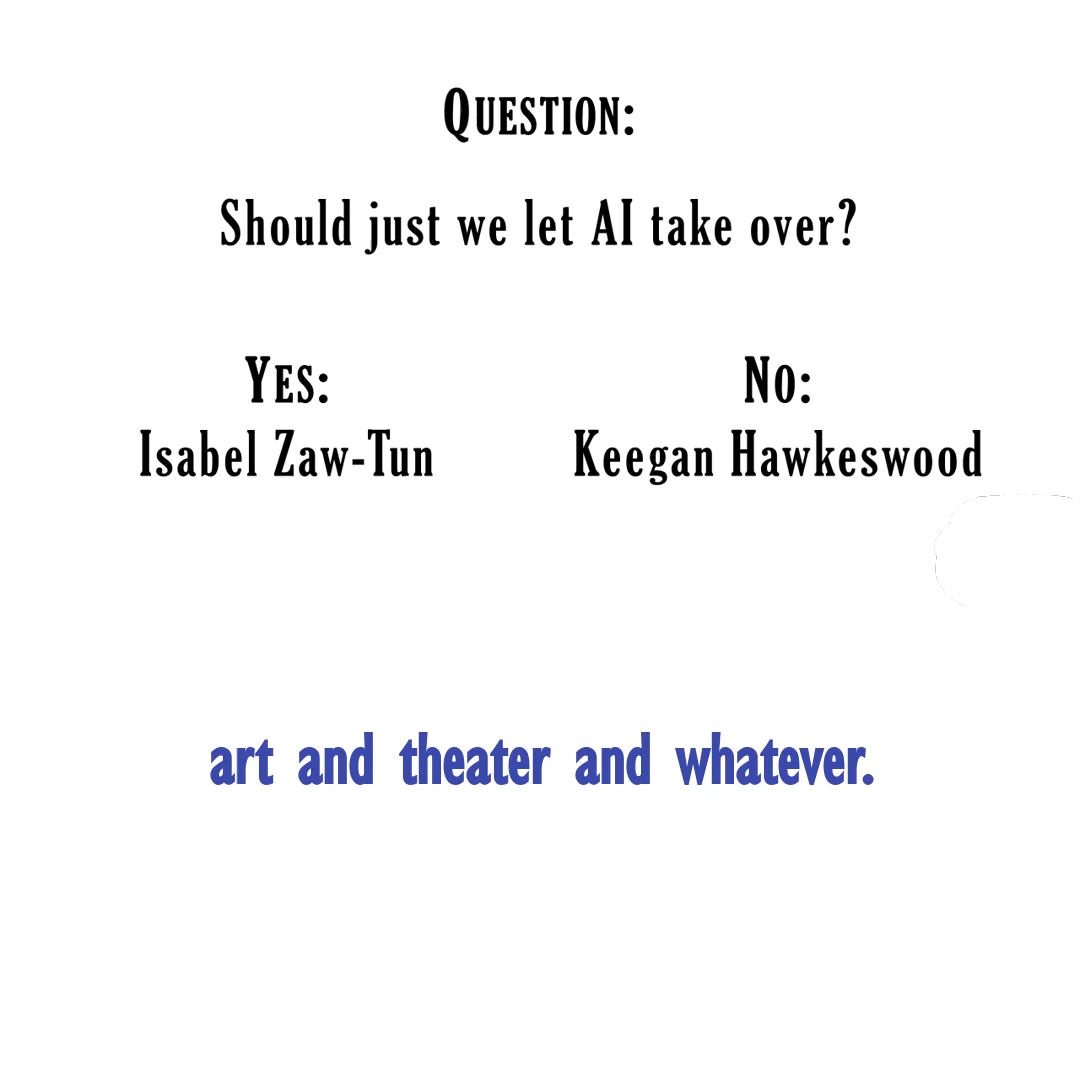 QUESTION:
Should just we let AI take over?
YES:
Isabel Zaw-Tun
NO:
Keegan Hawkeswood
art and theater and whatever.